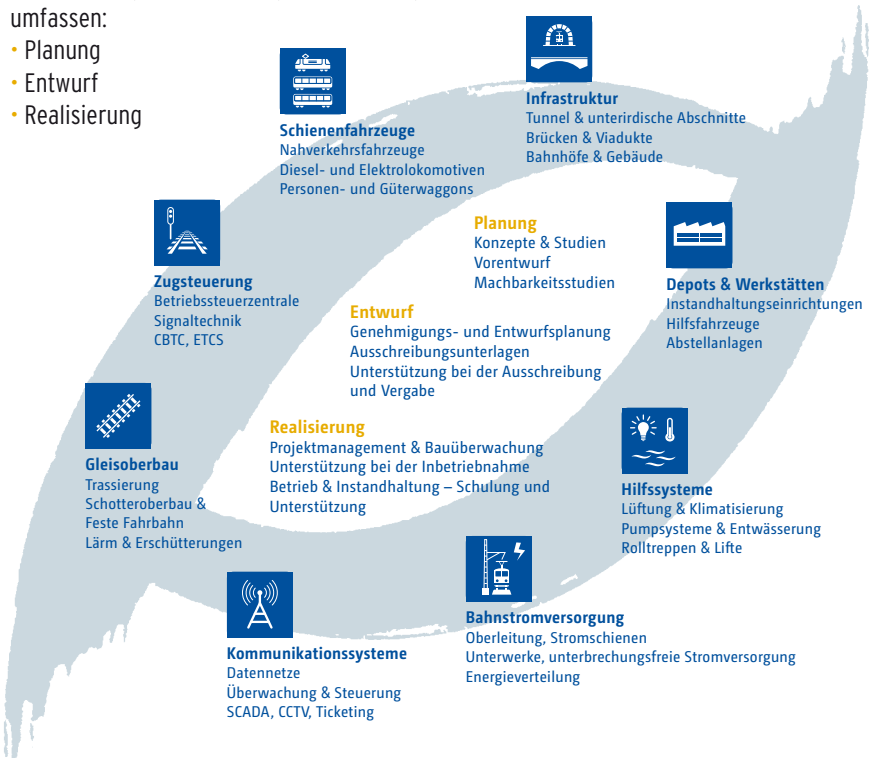 umfassen:
• Planung
• Entwurf
• Realisierung
Schienenfahrzeuge
Nahverkehrsfahrzeuge
Diesel- und Elektrolokomotiven
Personen- und Güterwaggons
Infrastruktur
Tunnel & unterirdische Abschnitte
Brücken & Viadukte
Bahnhöfe & Gebäude
Zugsteuerung
Betriebssteuerzentrale
Signaltechnik
CBTC, ETCS
Planung
Konzepte & Studien
Vorentwurf
Machbarkeitsstudien
Depots & Werkstätten
Instandhaltungseinrichtungen
Hilfsfahrzeuge
Abstellanlagen
Entwurf
Genehmigungs- und Entwurfsplanung
Ausschreibungsunterlagen
Unterstützung bei der Ausschreibung
und Vergabe
Gleisoberbau
Trassierung
Schotteroberbau &
Feste Fahrbahn
Lärm & Erschütterungen
Realisierung
Projektmanagement & Bauüberwachung
Unterstützung bei der Inbetriebnahme
Betrieb & Instandhaltung – Schulung und
Unterstützung
Hilfssysteme
Lüftung & Klimatisierung
Pumpsysteme & Entwässerung
Rolltreppen & Lifte
Kommunikationssysteme
Datennetze
Überwachung & Steuerung
SCADA, CCTV, Ticketing
Bahnstromversorgung
Oberleitung, Stromschienen
Unterwerke, unterbrechungsfreie Stromversorgung
Energieverteilung